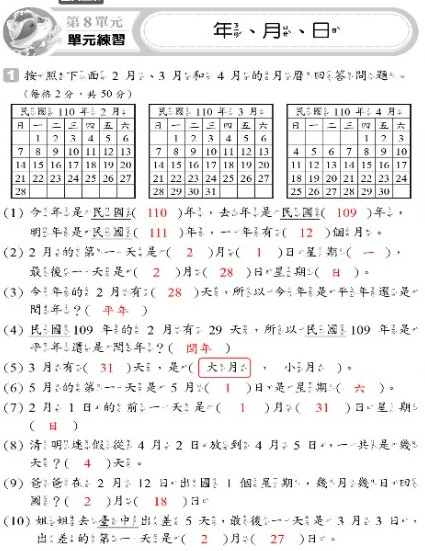 第8單元
單元練習
年、月、日
1 按照下面 2 月、3 月和 4 月的月曆回答問題。
(每格 2 分，共 50 分)
民國 110 年 2 月
日 一 二 三 四 五 六
1 2 3 4 5 6
7 8 9 10 11 12 13
14 15 16 17 18 19 20
21 22 23 24 25 26 27
28
民國 110 年 3 月
日 一 二 三 四 五 六
1 2 3 4 5 6
7 8 9 10 11 12 13
14 15 16 17 18 19 20
21 22 23 24 25 26 27
28 29 30 31
民國 110 年 4 月
日 一 二 三 四 五 六
1 2 3
4 5 6 7 8 9 10
11 12 13 14 15 16 17
18 19 20 21 22 23 24
25 26 27 28 29 30
(1) 今年是民國( 110 )年，去年是民國( 109 )年，
明年是民國( 111 )年，一年有( 12 )個月。
(2) 2 月的第一天是( 2 )月( 1 )日星期( 一 )，
最後一天是( 2 )月( 28 )日星期( 日 )。
(3) 今年的 2 月有( 28 )天，所以今年是平年還是
閏年？( 平年 )
(4) 民國 109 年的 2 月有 29 天，所以民國 109 年是
平年還是閏年？( 閏年 )
(5) 3 月有( 31 )天，是( 大月 ， 小月 )。
(6) 5 月的第一天是 5 月( 1 )日是星期( 六 )。
(7) 2 月 1 日的前一天是( 1 )月( 31 )日星期
( 日 )
(8) 清明連假從 4 月 2 日放到 4 月 5 日，一共是幾
天？( 4 )天。
(9) 爸爸在 2 月 12 日出國 1 個星期，幾月幾日回
國？( 2 )月( 18 )日
(10) 姐姐去臺中出差 5 天，最後一天是 3 月 3 日，
出差的第一天是( 2 )月( 27 )日。